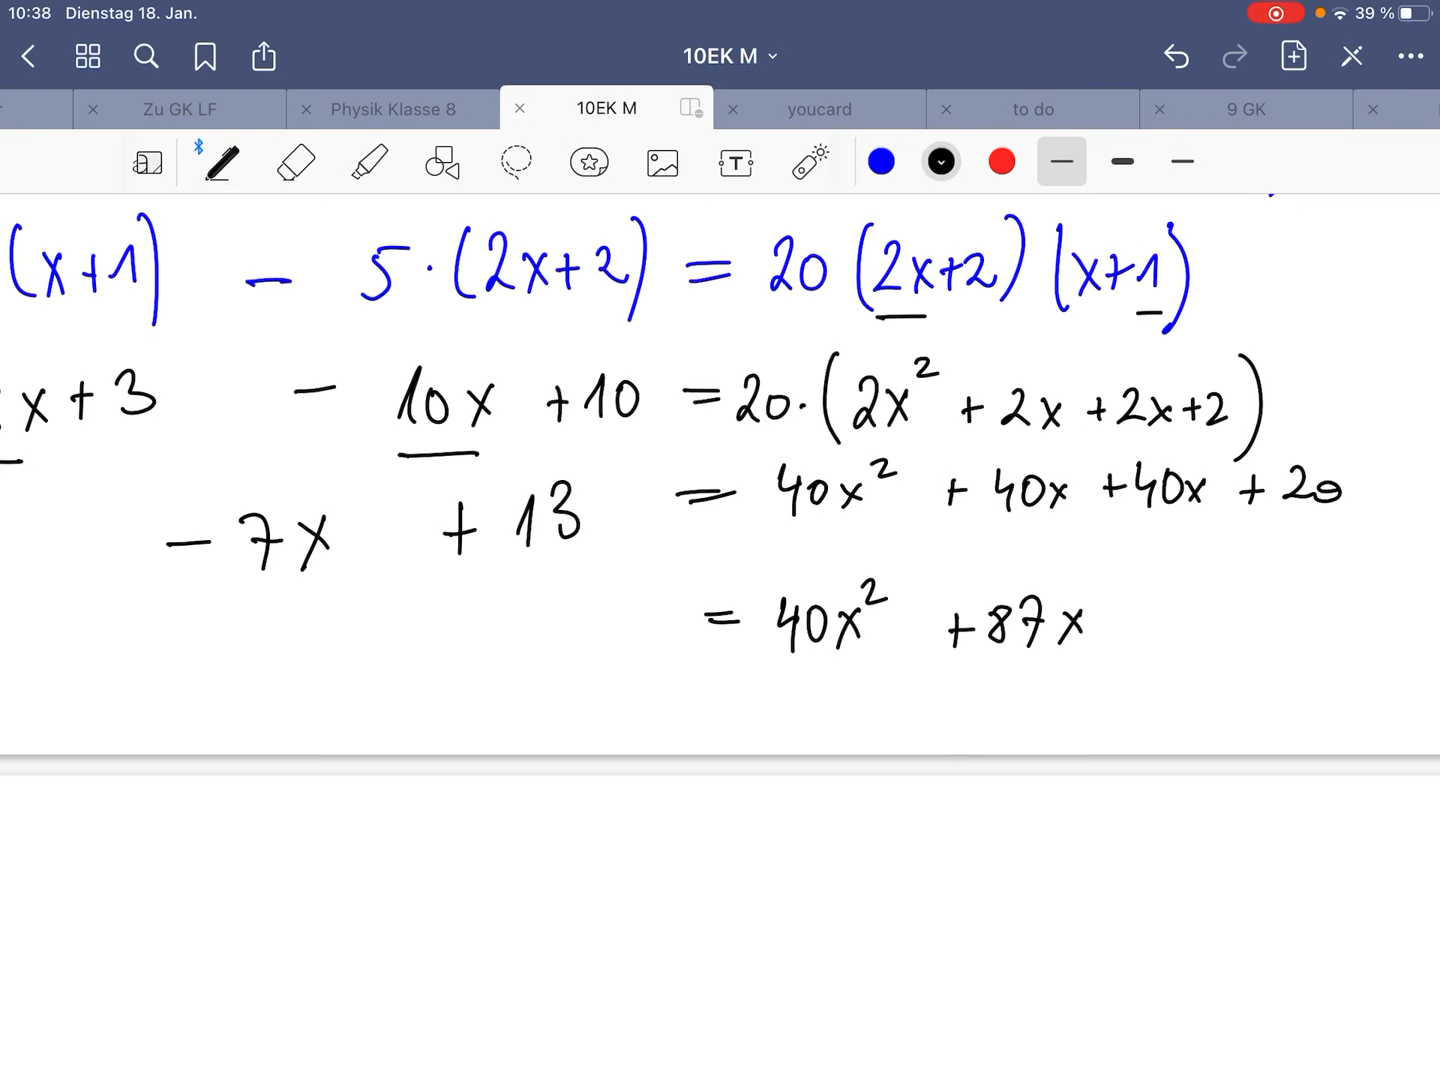 10:38 Dienstag 18. Jan. 39 %
10EK M
Zu GK LF Physik Klasse 8 10EK M youcard to do 9 GK
(x+1) - 5·(2x+2) = 20 (2x+2) (x+1)
x+3 - 10x +10 = 20·(2x² + 2x +2x+2)
= 40x² + 40x +40x + 20
- 7x + 13
= 40x² +87x